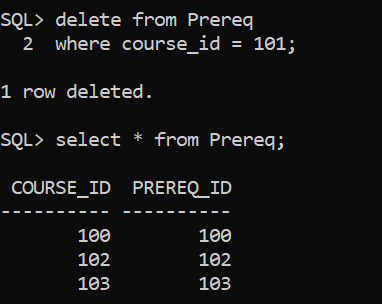 SQL> delete from Prereq
  2  where course_id = 101;
1 row deleted.
SQL> select * from Prereq;
 COURSE_ID  PREREQ_ID
---------- ----------
       100        100
       102        102
       103        103